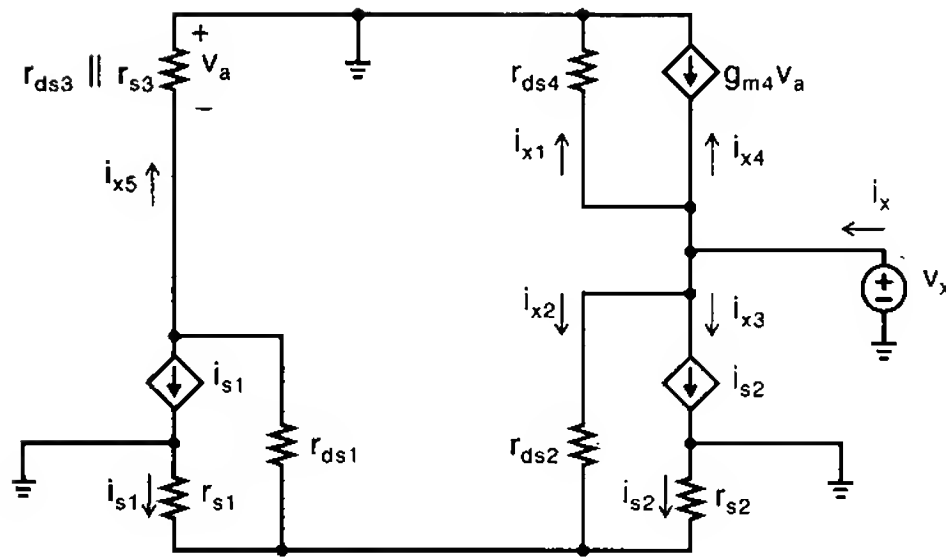 +
r_ds3 || r_s3
v_a
−
r_ds4
g_m4 v_a
i_x1
i_x4
i_x5
i_x
v_x
+
−
i_x2
i_x3
i_s1
i_s2
r_ds1
r_ds2
i_s1
r_s1
i_s2
r_s2